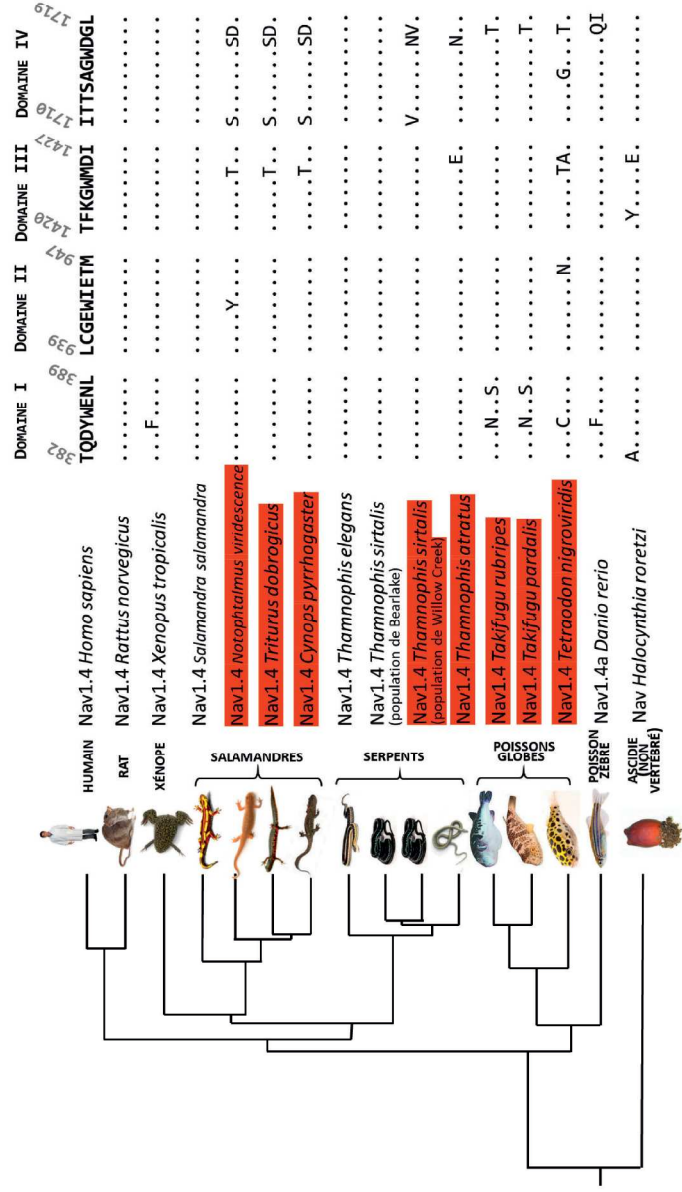 DOMAINE I DOMAINE II DOMAINE III DOMAINE IV
382 389 939 947 1420 1427 1710 1719
HUMAIN Nav1.4 Homo sapiens TQDYWENL LCGEWIETM TFKGWMDI ITTSAGWDGL
RAT Nav1.4 Rattus norvegicus ........ ......... ........ ..........
XÉNOPE Nav1.4 Xenopus tropicalis ...F.... ......... ........ ..........
SALAMANDRES
Nav1.4 Salamandra salamandra ........ ......... ........ ..........
Nav1.4 Notophtalmus viridescence ........ ....Y.... .....T.. S......SD.
Nav1.4 Triturus dobrogicus ........ ......... .....T.. S......SD.
Nav1.4 Cynops pyrrhogaster ........ ......... .....T.. S......SD.
SERPENTS
Nav1.4 Thamnophis elegans ........ ......... ........ ..........
Nav1.4 Thamnophis sirtalis ........ ......... ........ ..........
(population de Bearlake)
Nav1.4 Thamnophis sirtalis ........ ......... ........ V......NV.
(population de Willow Creek)
Nav1.4 Thamnophis atratus ........ ......... ......E. .......N..
POISSONS
GLOBES
Nav1.4 Takifugu rubripes ...N..S. ......... ........ ........T.
Nav1.4 Takifugu pardalis ...N..S. ......... ........ ........T.
Nav1.4 Tetraodon nigroviridis ...C.... .......N. .....TA. ....G...T.
POISSON
ZÈBRE
Nav1.4a Danio rerio ...F.... ......... ........ ........QI
ASCIDIE
(NON
VERTÉBRÉ)
Nav Halocynthia roretzi A....... ......... .Y....E. ..........